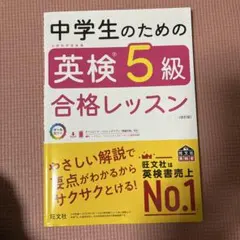 中学生のための
英検®5級
合格レッスン
[改訂版]
やさしい解説で
要点がわかるから
サクサクとける!
旺文社は
英検書売上
No.1
旺文社